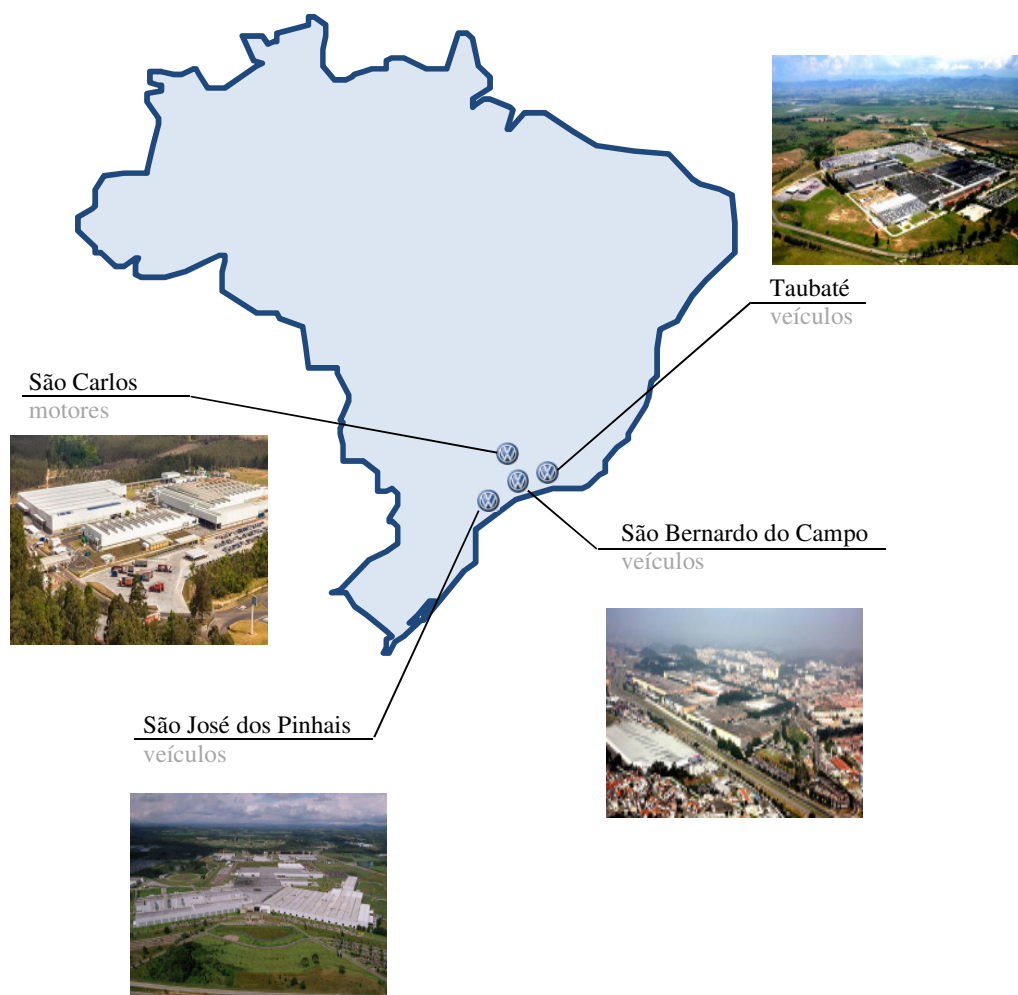 Taubaté
veículos
São Carlos
motores
São Bernardo do Campo
veículos
São José dos Pinhais
veículos